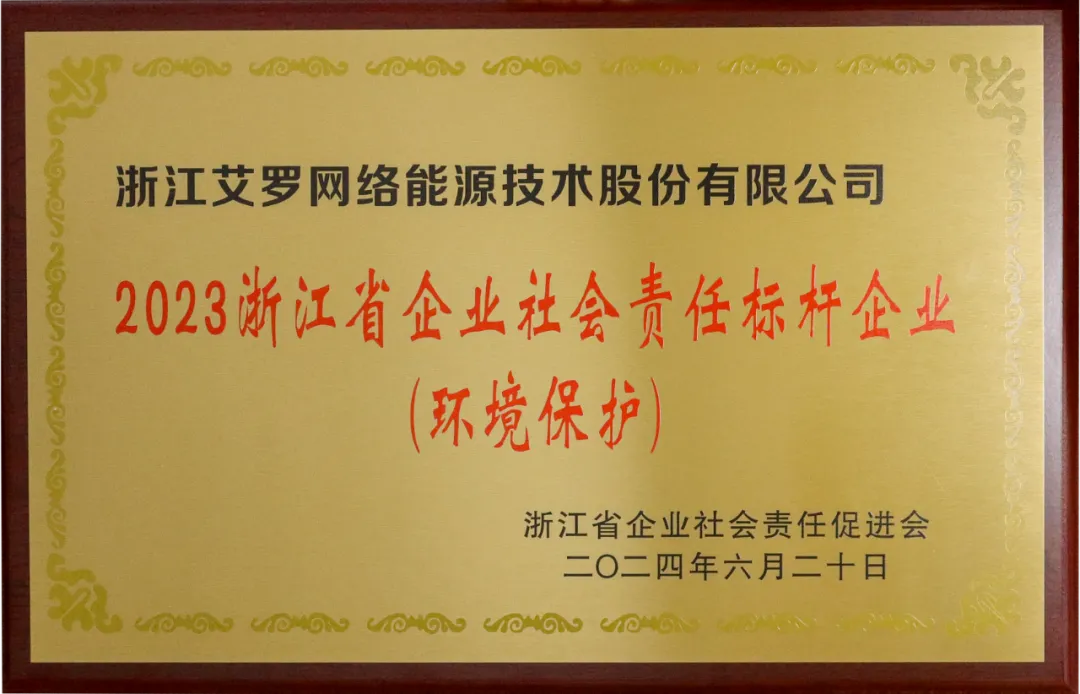 浙江艾罗网络能源技术股份有限公司
2023浙江省企业社会责任标杆企业
(环境保护)
浙江省企业社会责任促进会
二〇二四年六月二十日